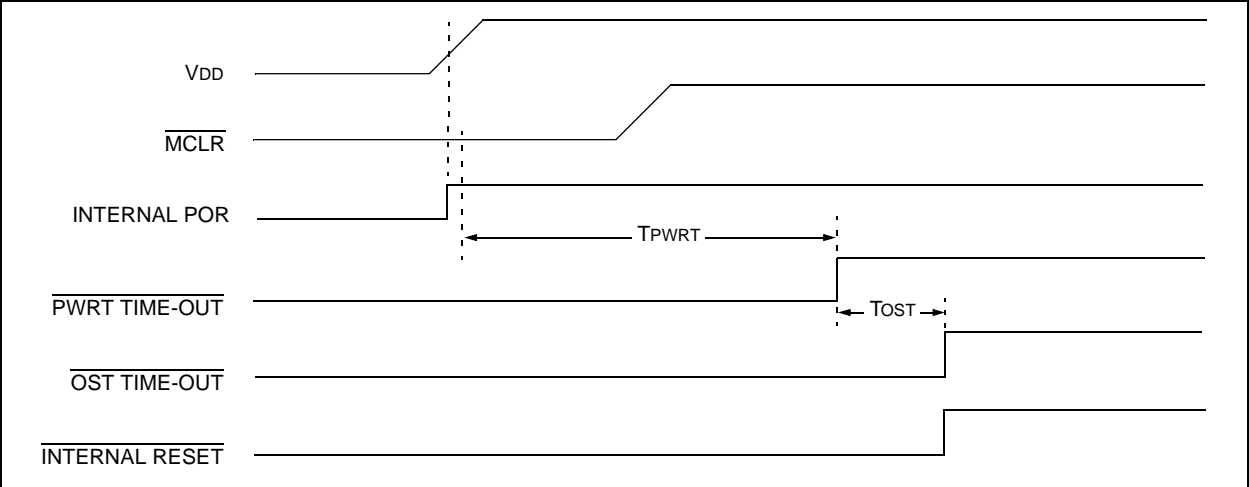 VDD
MCLR
INTERNAL POR
TPWRT
PWRT TIME-OUT
TOST
OST TIME-OUT
INTERNAL RESET